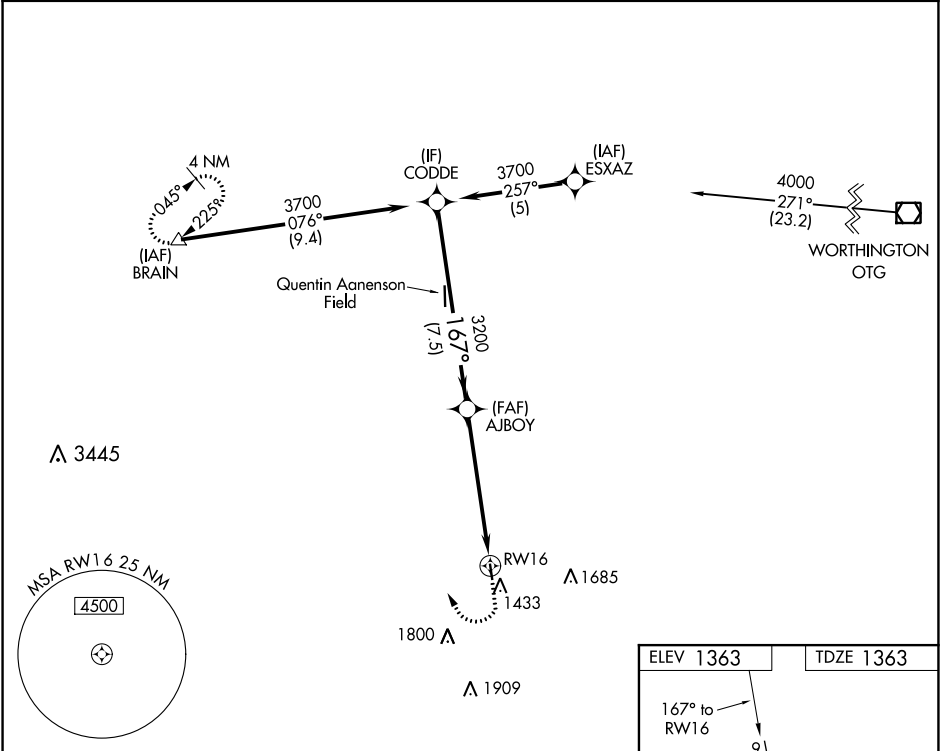 4 NM
045°
225°
(IAF)
BRAIN
3700
076°
(9.4)
(IF)
CODDE
3700
257°
(5)
(IAF)
ESXAZ
4000
271°
(23.2)
WORTHINGTON
OTG
Quentin Aanenson
Field
3200
167°
(7.5)
(FAF)
AJBOY
3445
RW16
1433
1685
1800
1909
MSA RW16 25 NM
4500
ELEV 1363
TDZE 1363
167° to
RW16